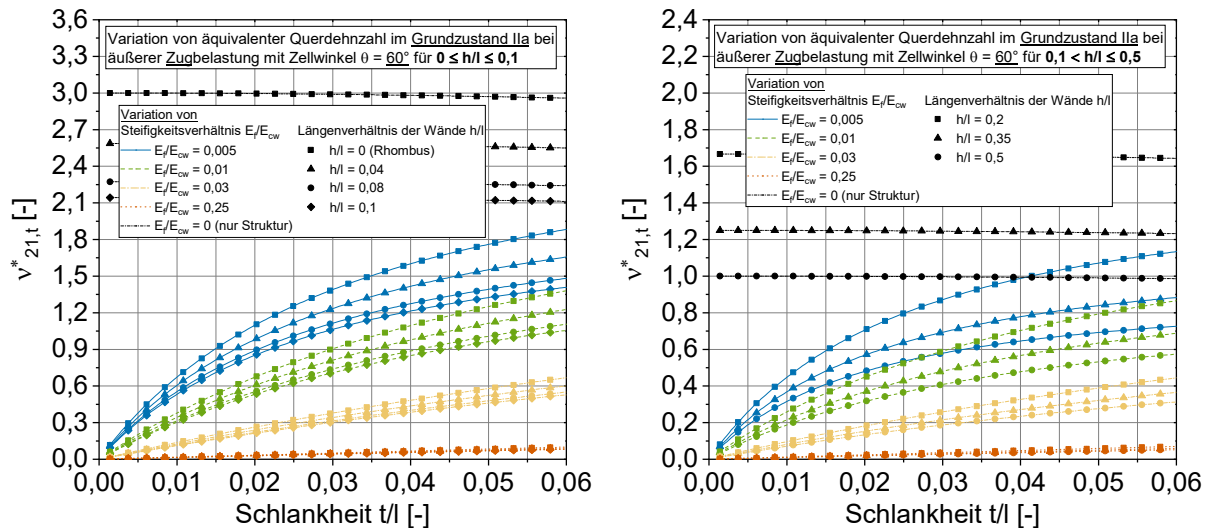 Variation von äquivalenter Querdehnzahl im Grundzustand IIa bei
äußerer Zugbelastung mit Zellwinkel θ = 60° für 0 ≤ h/l ≤ 0,1
Variation von
Steifigkeitsverhältnis Ef/Ecw
Längenverhältnis der Wände h/l
Ef/Ecw = 0,005
h/l = 0 (Rhombus)
Ef/Ecw = 0,01
h/l = 0,04
Ef/Ecw = 0,03
h/l = 0,08
Ef/Ecw = 0,25
h/l = 0,1
Ef/Ecw = 0 (nur Struktur)
3,6
3,3
3,0
2,7
2,4
2,1
1,8
1,5
1,2
0,9
0,6
0,3
0,0
ν*21,t [-]
0,00 0,01 0,02 0,03 0,04 0,05 0,06
Schlankheit t/l [-]
Variation von äquivalenter Querdehnzahl im Grundzustand IIa bei
äußerer Zugbelastung mit Zellwinkel θ = 60° für 0,1 < h/l ≤ 0,5
Variation von
Steifigkeitsverhältnis Ef/Ecw
Längenverhältnis der Wände h/l
Ef/Ecw = 0,005
h/l = 0,2
Ef/Ecw = 0,01
h/l = 0,35
Ef/Ecw = 0,03
h/l = 0,5
Ef/Ecw = 0,25
Ef/Ecw = 0 (nur Struktur)
2,4
2,2
2,0
1,8
1,6
1,4
1,2
1,0
0,8
0,6
0,4
0,2
0,0
ν*21,t [-]
0,00 0,01 0,02 0,03 0,04 0,05 0,06
Schlankheit t/l [-]